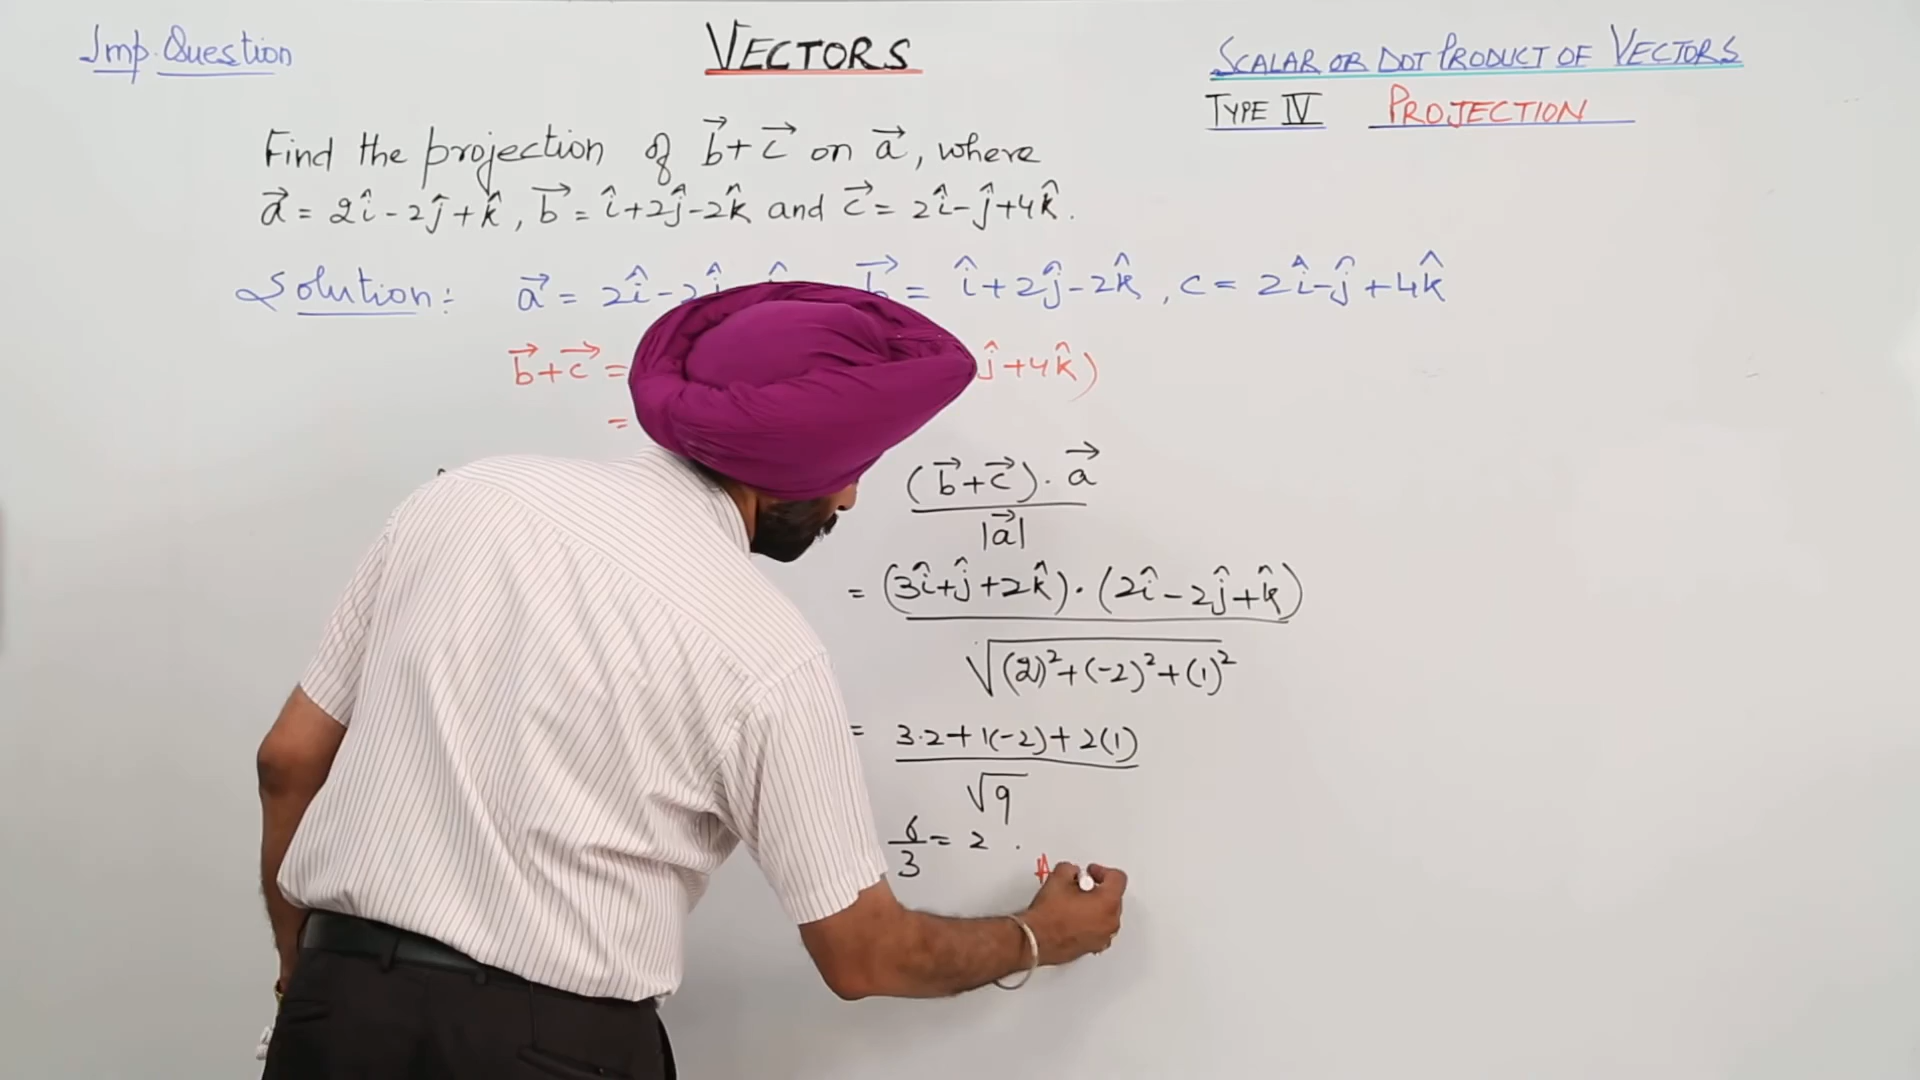 Imp. Question
VECTORS
SCALAR OR DOT PRODUCT OF VECTORS
TYPE IV PROJECTION
Find the projection of b⃗+c⃗ on a⃗, where
a⃗ = 2î-2ĵ+k̂, b⃗ = î+2ĵ-2k̂ and c⃗ = 2î-ĵ+4k̂.
Solution: a⃗ = 2î-2ĵ b⃗ = î+2ĵ-2k̂, c = 2î-ĵ+4k̂
b⃗+c⃗ = ĵ+4k̂)
=
(b⃗+c⃗).a⃗
|a⃗|
= (3î+ĵ+2k̂).(2î-2ĵ+k̂)
√(2)²+(-2)²+(1)²
= 3.2+1(-2)+2(1)
√9
6/3 = 2.
A